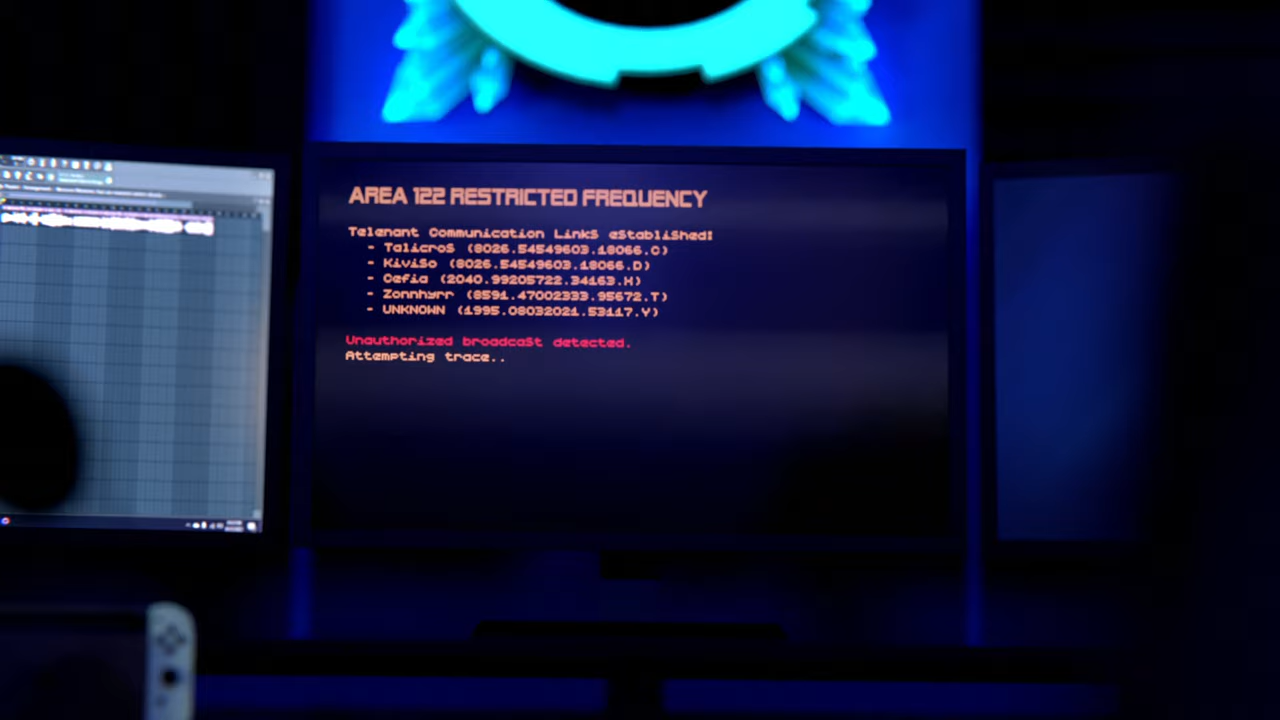 AREA 122 RESTRICTED FREQUENCY
Telenant Communication LinkS eStabliShed:
- TalicroS (8026.54549603.18066.C)
- KiviSo (8026.54549603.18066.D)
- Cefia (2040.99205722.34163.H)
- Zonnhyrr (8591.47002333.95672.T)
- UNKNOWN (1995.08032021.53117.Y)
Unauthorized broadcaSt detected.
Attempting trace..